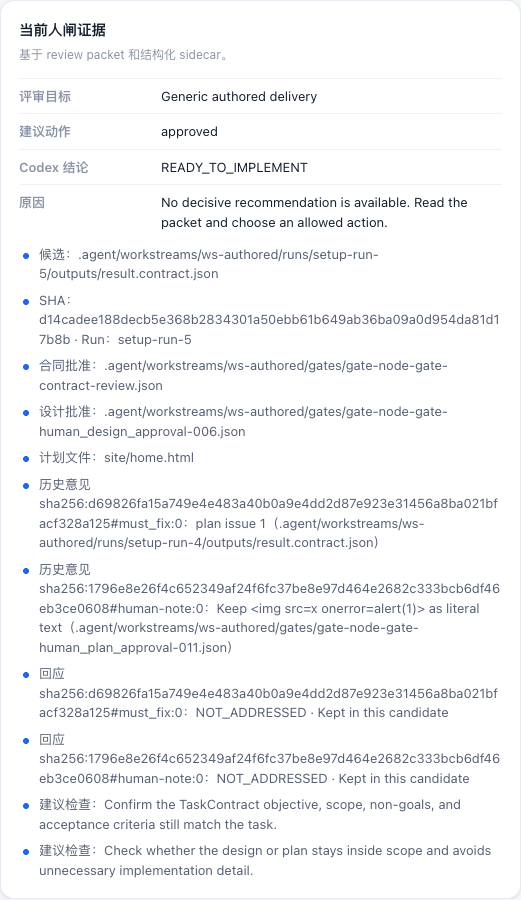 当前人闸证据
基于 review packet 和结构化 sidecar。
评审目标 Generic authored delivery
建议动作 approved
Codex 结论 READY_TO_IMPLEMENT
原因 No decisive recommendation is available. Read the
packet and choose an allowed action.
候选：.agent/workstreams/ws-authored/runs/setup-run-
5/outputs/result.contract.json
SHA：
d14cadee188decb5e368b2834301a50ebb61b649ab36ba09a0d954da81d1
7b8b · Run：setup-run-5
合同批准：.agent/workstreams/ws-authored/gates/gate-node-gate-
contract-review.json
设计批准：.agent/workstreams/ws-authored/gates/gate-node-gate-
human_design_approval-006.json
计划文件：site/home.html
历史意见
sha256:d69826fa15a749e4e483a40b0a9e4dd2d87e923e31456a8ba021bf
acf328a125#must_fix:0：plan issue 1（.agent/workstreams/ws-
authored/runs/setup-run-4/outputs/result.contract.json）
历史意见
sha256:1796e8e26f4c652349af24f6fc37be8e97d464e2682c333bcb6df46
eb3ce0608#human-note:0：Keep <img src=x onerror=alert(1)> as literal
text（.agent/workstreams/ws-authored/gates/gate-node-gate-
human_plan_approval-011.json）
回应
sha256:d69826fa15a749e4e483a40b0a9e4dd2d87e923e31456a8ba021bf
acf328a125#must_fix:0：NOT_ADDRESSED · Kept in this candidate
回应
sha256:1796e8e26f4c652349af24f6fc37be8e97d464e2682c333bcb6df46
eb3ce0608#human-note:0：NOT_ADDRESSED · Kept in this candidate
建议检查：Confirm the TaskContract objective, scope, non-goals, and
acceptance criteria still match the task.
建议检查：Check whether the design or plan stays inside scope and avoids
unnecessary implementation detail.